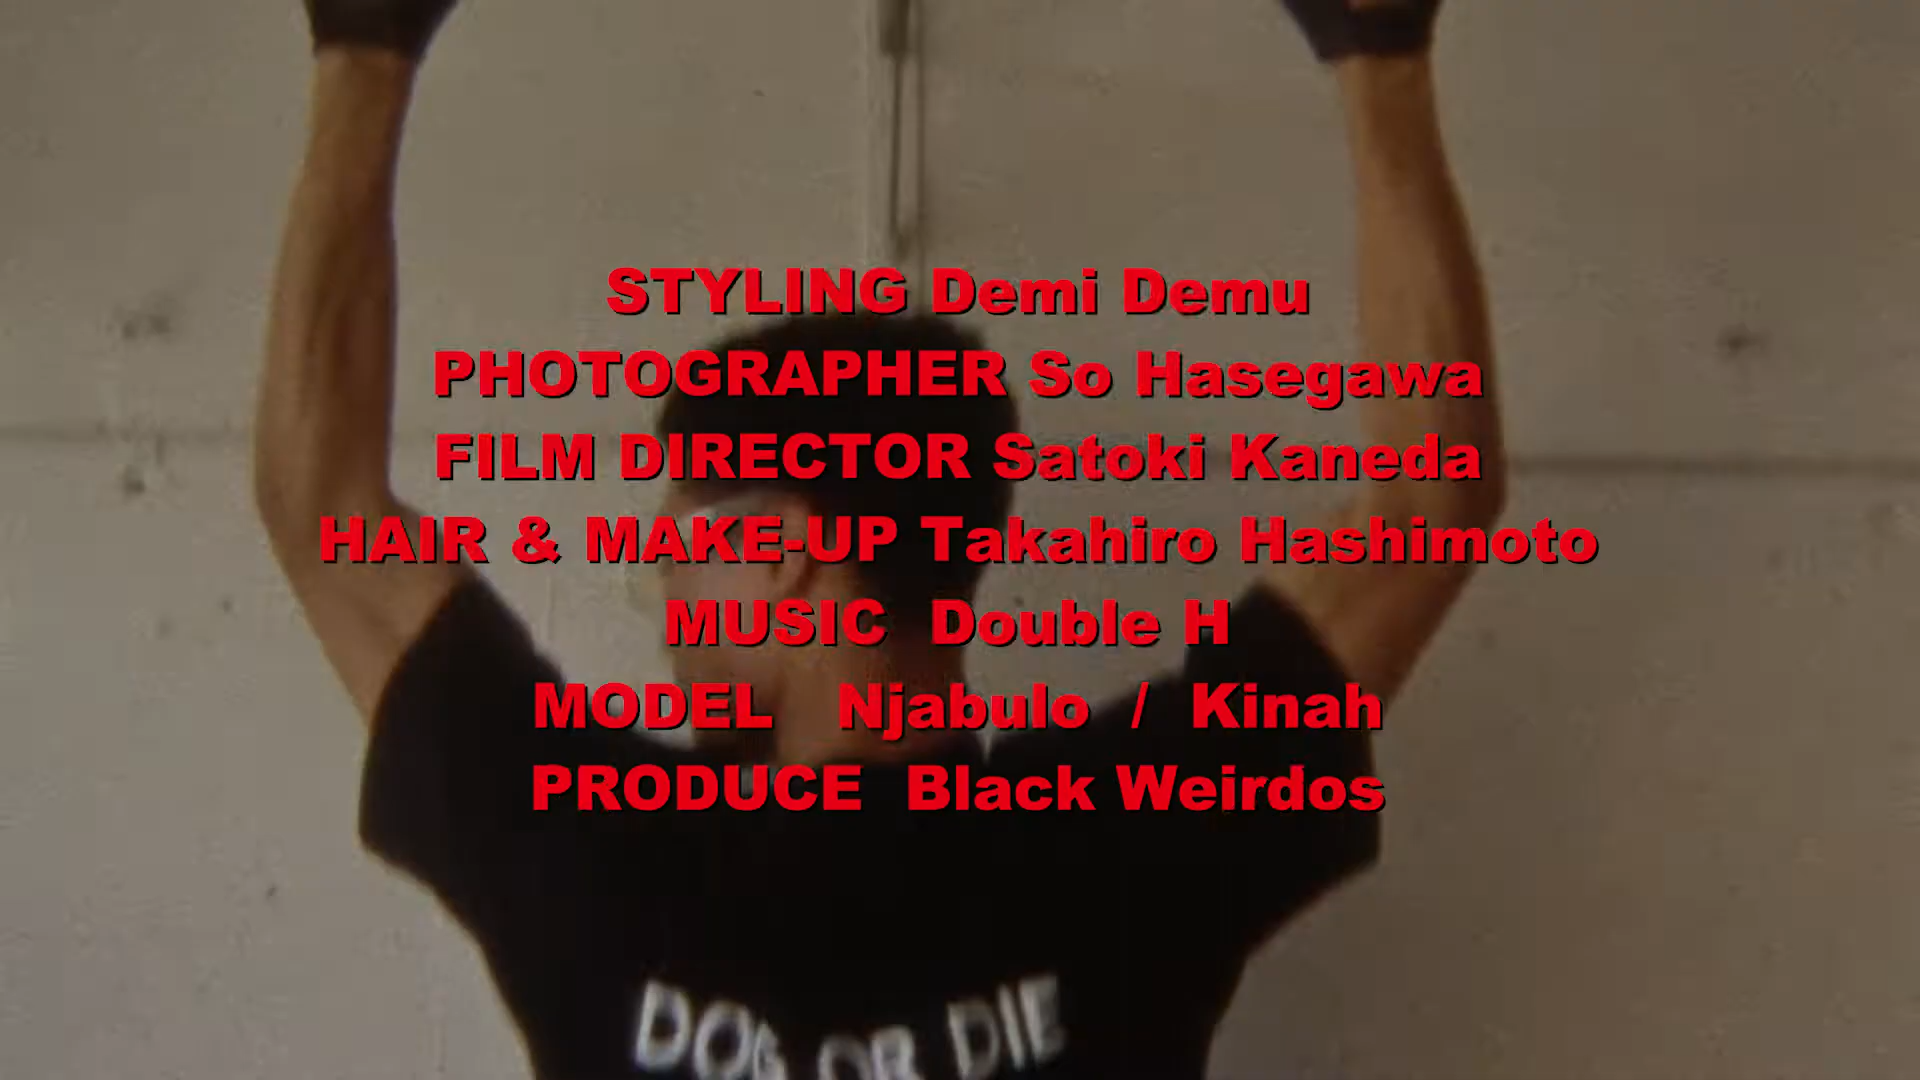 STYLING Demi Demu
PHOTOGRAPHER So Hasegawa
FILM DIRECTOR Satoki Kaneda
HAIR & MAKE-UP Takahiro Hashimoto
MUSIC Double H
MODEL Njabulo / Kinah
PRODUCE Black Weirdos
DOG OR DIE